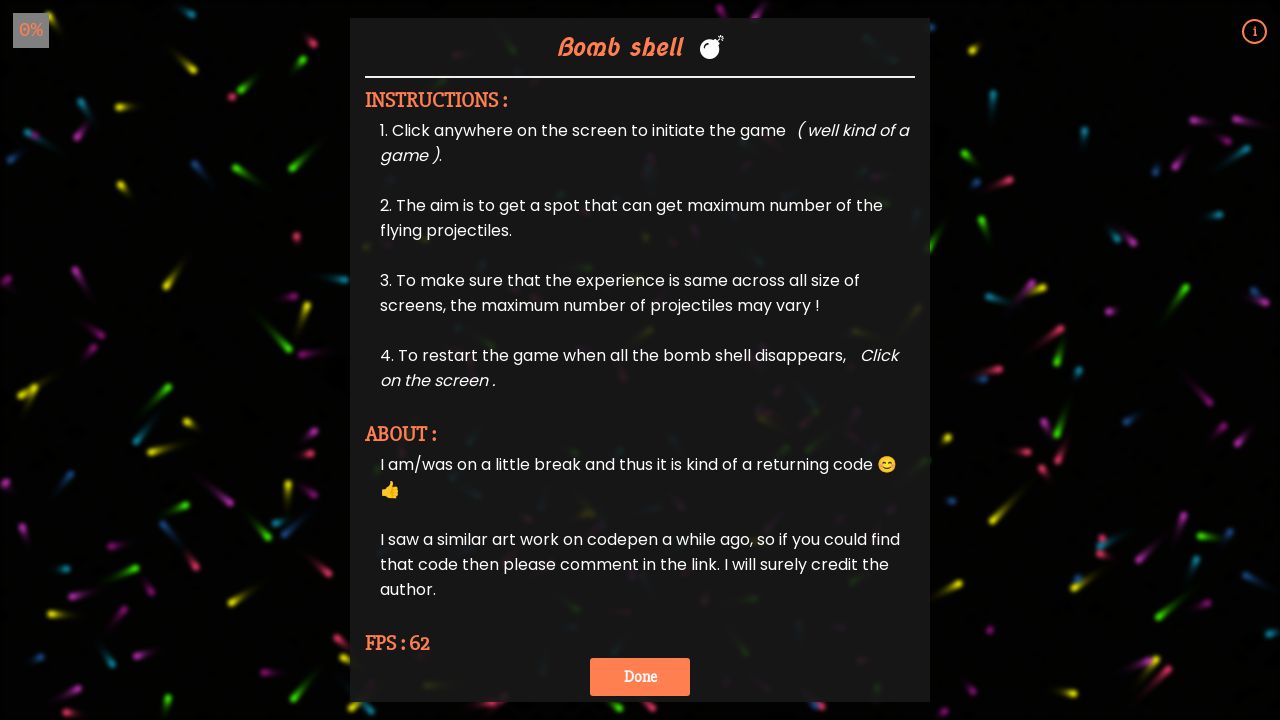 0%
i
Bomb shell 💣
INSTRUCTIONS :
1. Click anywhere on the screen to initiate the game ( well kind of a
game ).
2. The aim is to get a spot that can get maximum number of the
flying projectiles.
3. To make sure that the experience is same across all size of
screens, the maximum number of projectiles may vary !
4. To restart the game when all the bomb shell disappears, Click
on the screen .
ABOUT :
I am/was on a little break and thus it is kind of a returning code 😊
👍
I saw a similar art work on codepen a while ago, so if you could find
that code then please comment in the link. I will surely credit the
author.
FPS : 62
Done